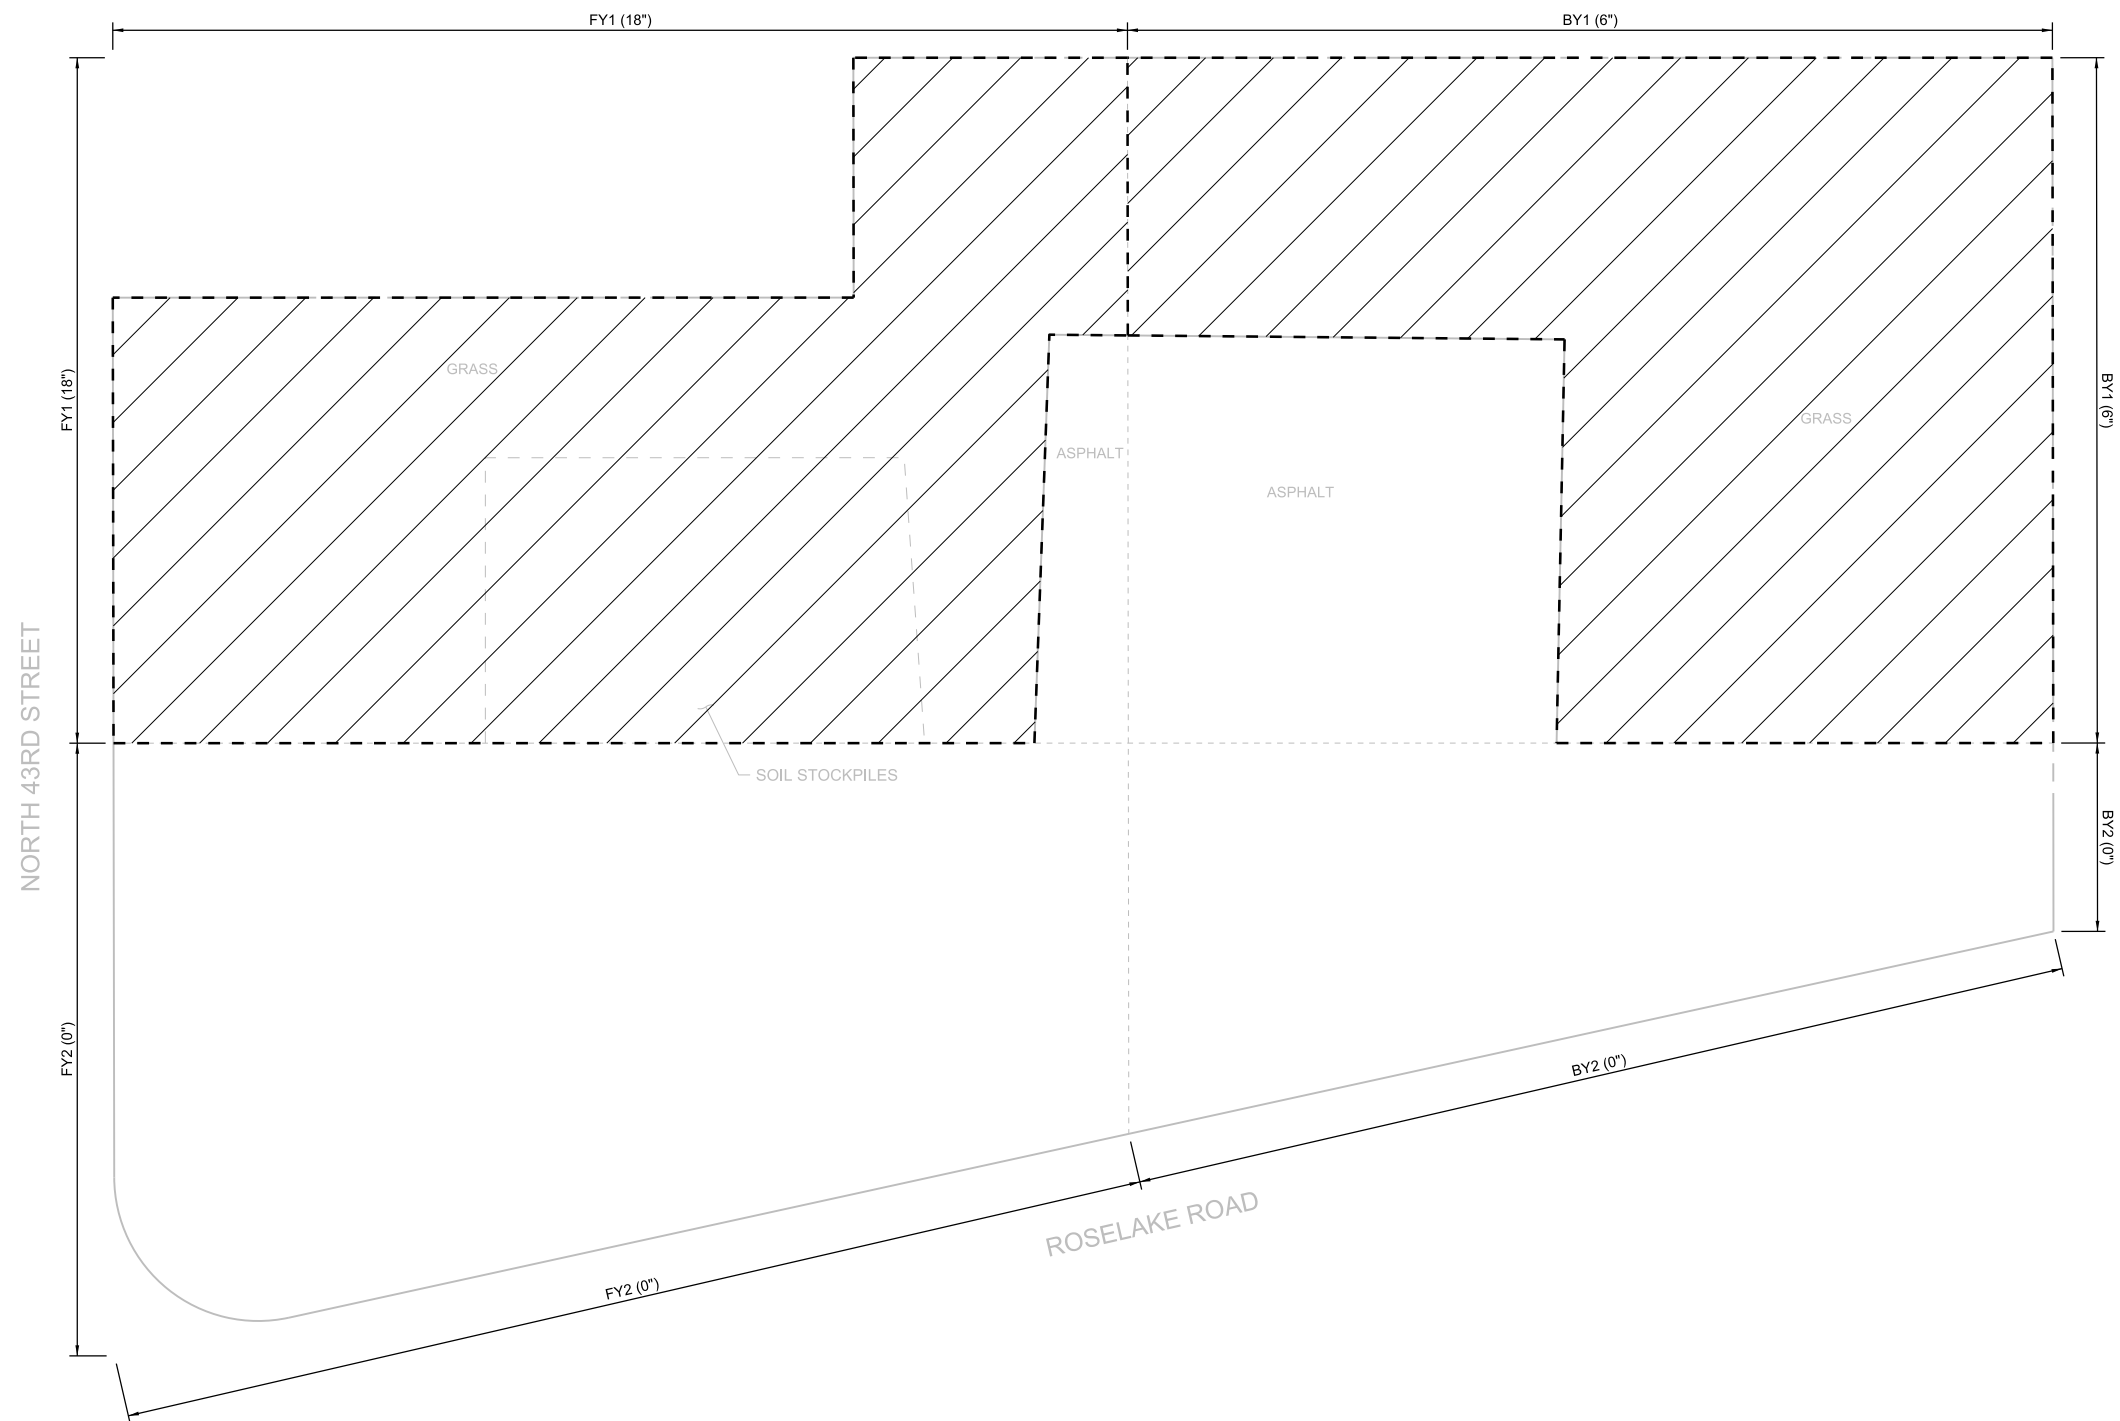 FY1 (18")
BY1 (6")
FY1 (18")
GRASS
BY1 (6")
GRASS
ASPHALT
ASPHALT
NORTH 43RD STREET
SOIL STOCKPILES
BY2 (0")
FY2 (0")
BY2 (0")
ROSELAKE ROAD
FY2 (0")